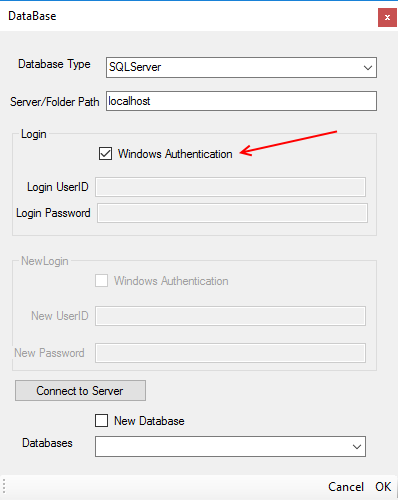 DataBase
x
Database Type SQLServer
Server/Folder Path localhost
Login
Windows Authentication
Login UserID
Login Password
NewLogin
Windows Authentication
New UserID
New Password
Connect to Server
New Database
Databases
Cancel OK